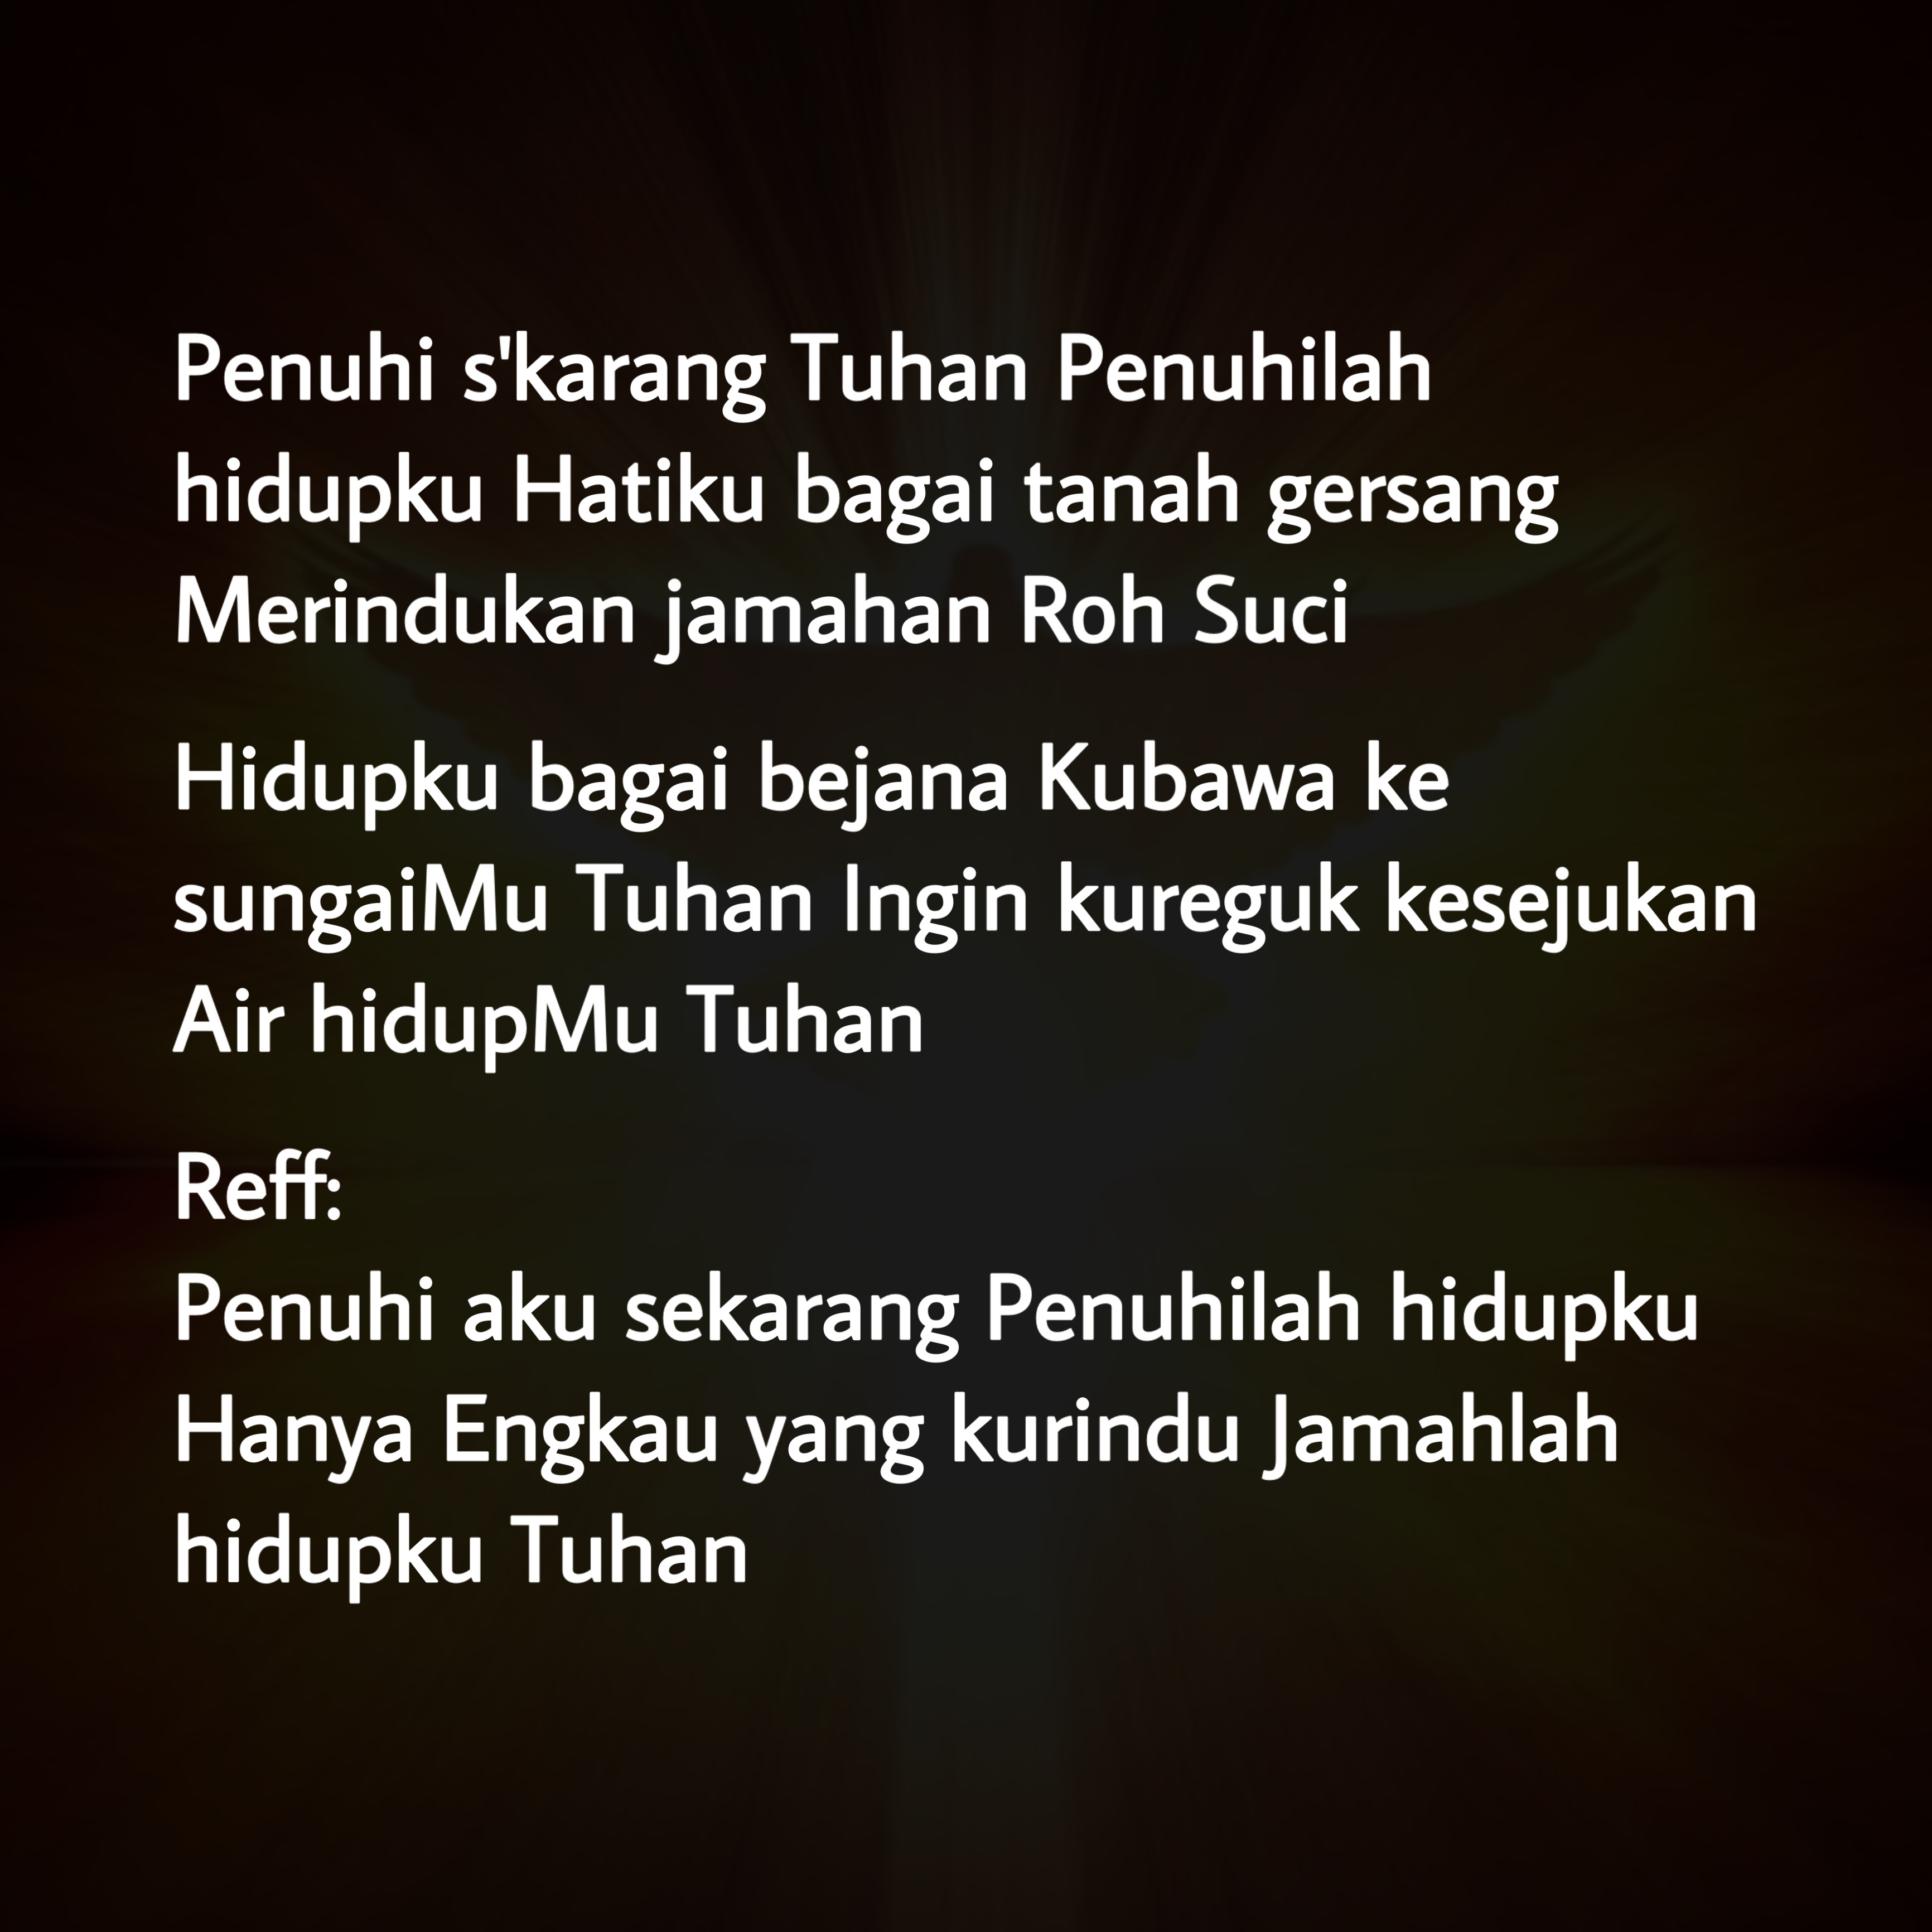 Penuhi s'karang Tuhan Penuhilah
hidupku Hatiku bagai tanah gersang
Merindukan jamahan Roh Suci
Hidupku bagai bejana Kubawa ke
sungaiMu Tuhan Ingin kureguk kesejukan
Air hidupMu Tuhan
Reff:
Penuhi aku sekarang Penuhilah hidupku
Hanya Engkau yang kurindu Jamahlah
hidupku Tuhan